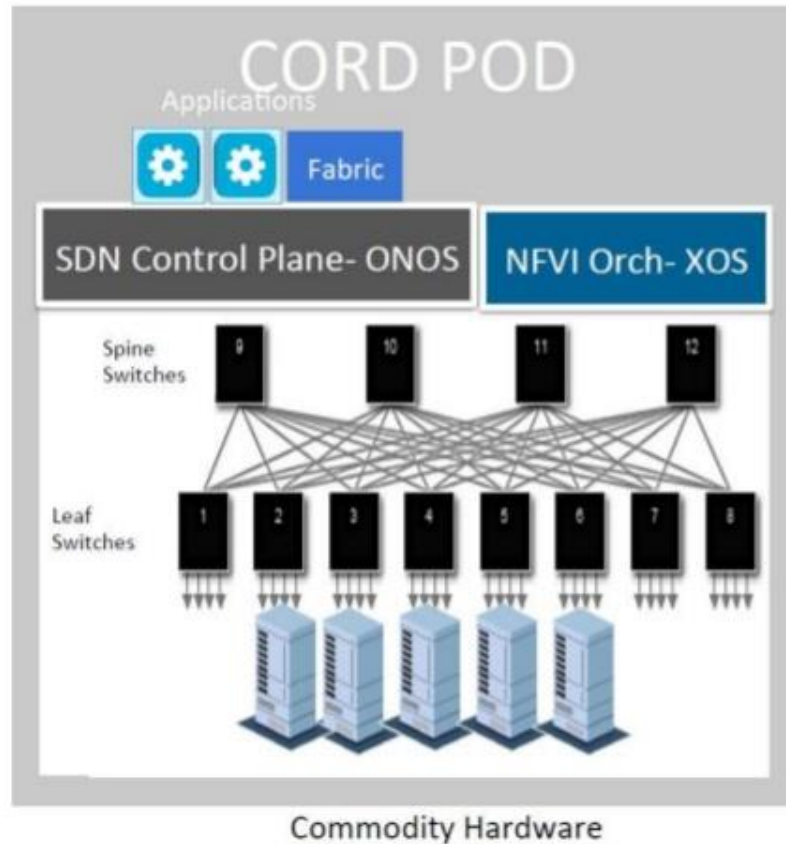 CORD POD
Applications
Fabric
SDN Control Plane- ONOS
NFVI Orch- XOS
Spine
Switches
9
10
11
12
Leaf
Switches
1
2
3
4
5
6
7
8
Commodity Hardware